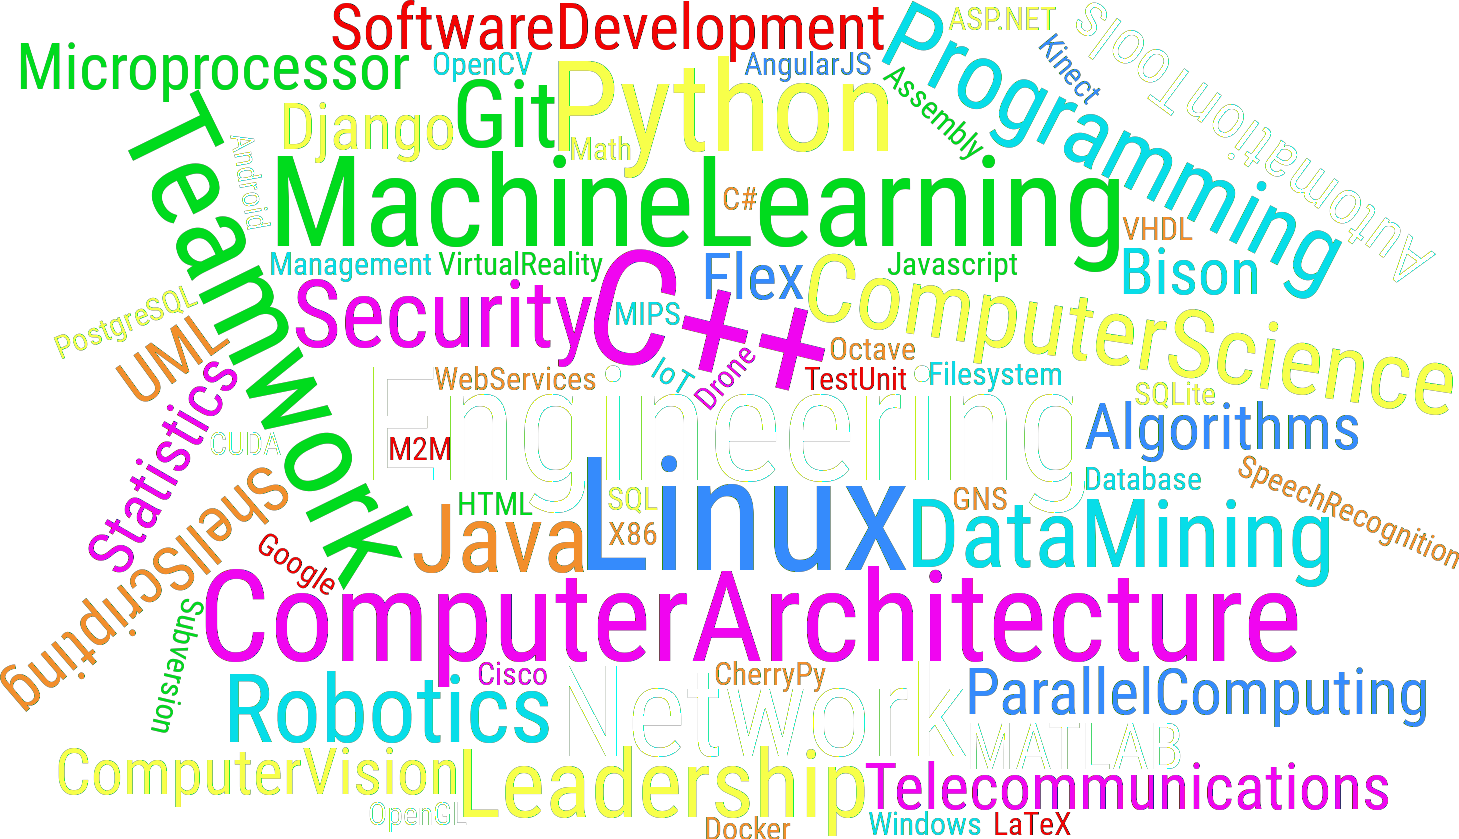 SoftwareDevelopment
ASP.NET
Programming
AutomationTools
Kinect
Microprocessor
OpenCV
AngularJS
Python
Assembly
Git
Django
Teamwork
Android
Math
MachineLearning
C#
VHDL
Management
VirtualReality
C++
Flex
Javascript
Bison
ComputerScience
Security
MIPS
PostgreSQL
UML
Octave
IoT
Drone
WebServices
TestUnit
Filesystem
SQLite
Engineering
Statistics
CUDA
M2M
Algorithms
SpeechRecognition
Database
Linux
HTML
SQL
GNS
DataMining
Java
X86
ShellScripting
Google
ComputerArchitecture
Subversion
Cisco
CherryPy
Network
Robotics
ParallelComputing
MATLAB
ComputerVision
Leadership
Telecommunications
OpenGL
Docker
Windows
LaTeX